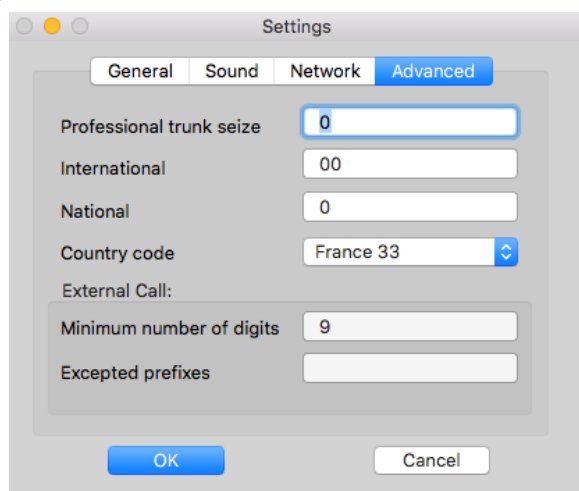 Settings
General Sound Network Advanced
Professional trunk seize 0
International 00
National 0
Country code France 33
External Call:
Minimum number of digits 9
Excepted prefixes
OK Cancel